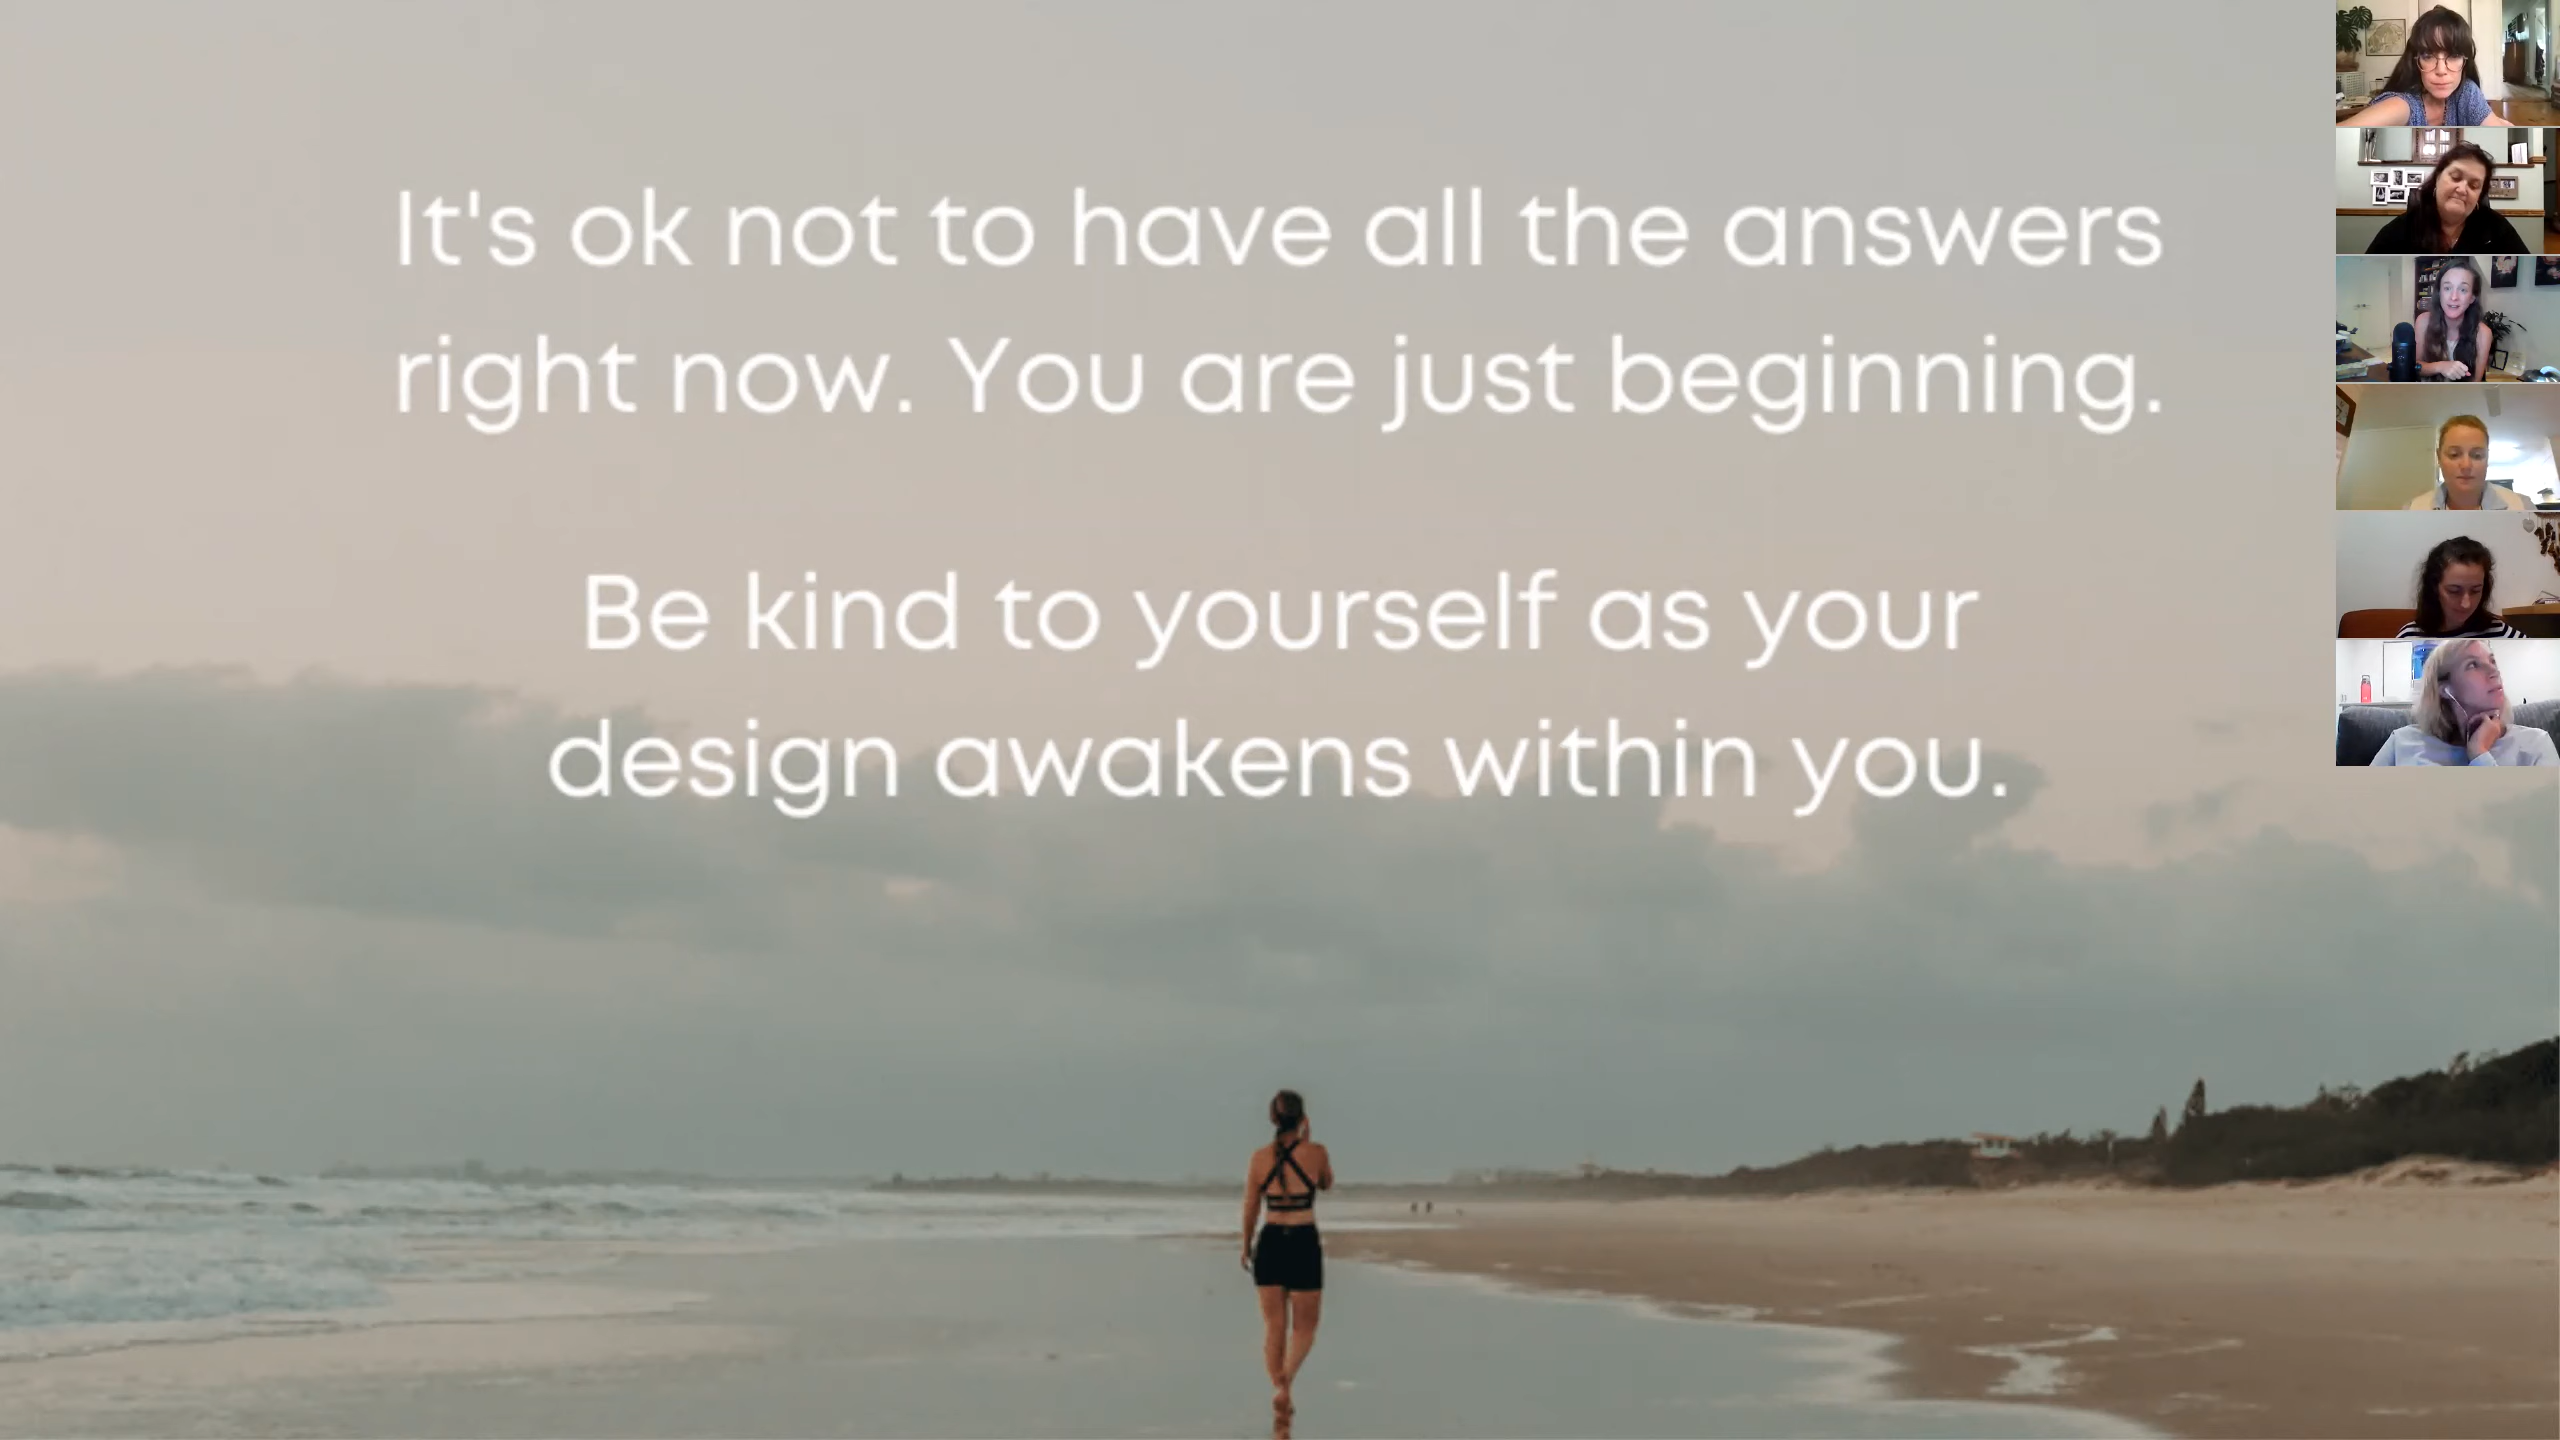 It's ok not to have all the answers
right now. You are just beginning.
Be kind to yourself as your
design awakens within you.